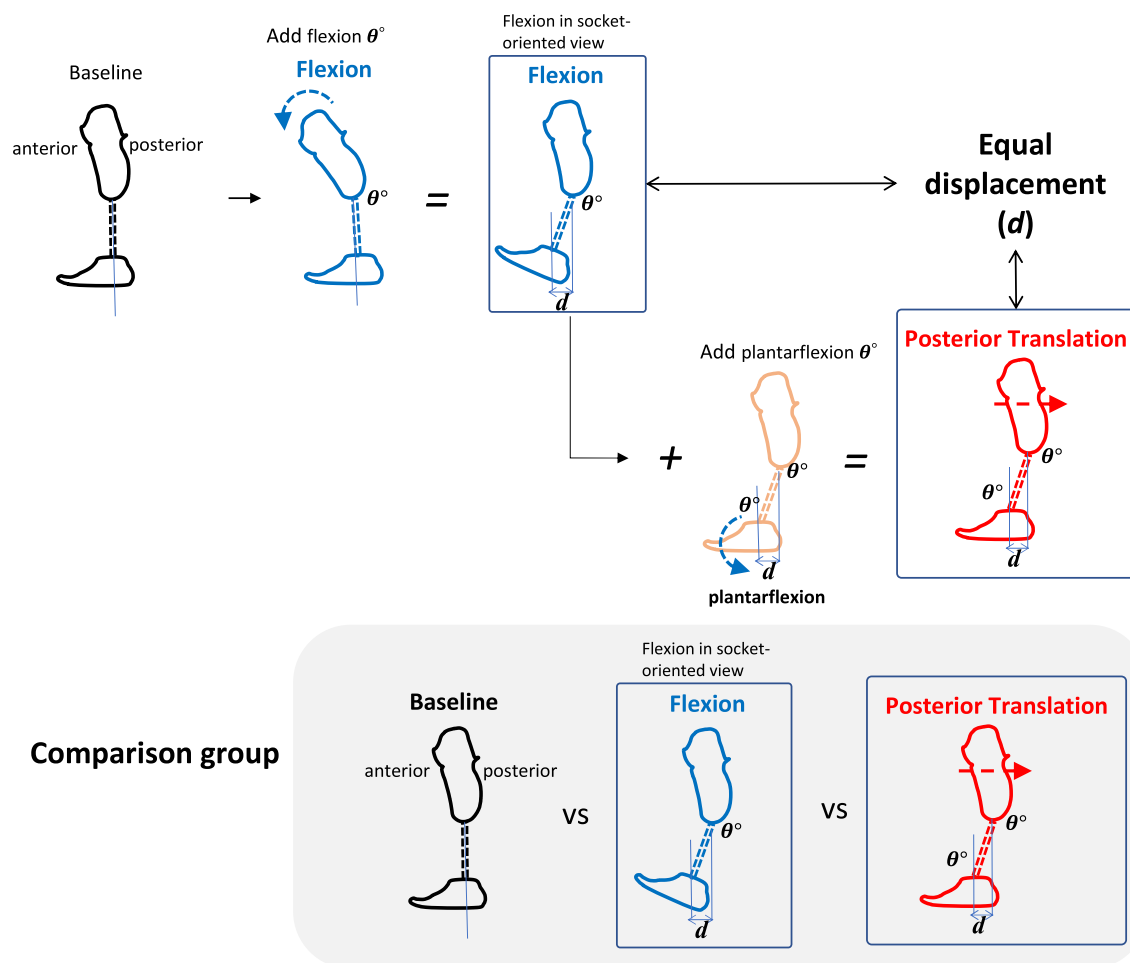 Flexion in socket-
oriented view
Add flexion θ°
Flexion
Flexion
Baseline
anterior
posterior
θ°
=
θ°
d
Equal
displacement
(d)
Posterior Translation
Add plantarflexion θ°
+
θ°
θ°
d
plantarflexion
=
θ°
θ°
d
Flexion in socket-
oriented view
Baseline
Flexion
Posterior Translation
Comparison group
anterior
posterior
vs
θ°
d
vs
θ°
θ°
d